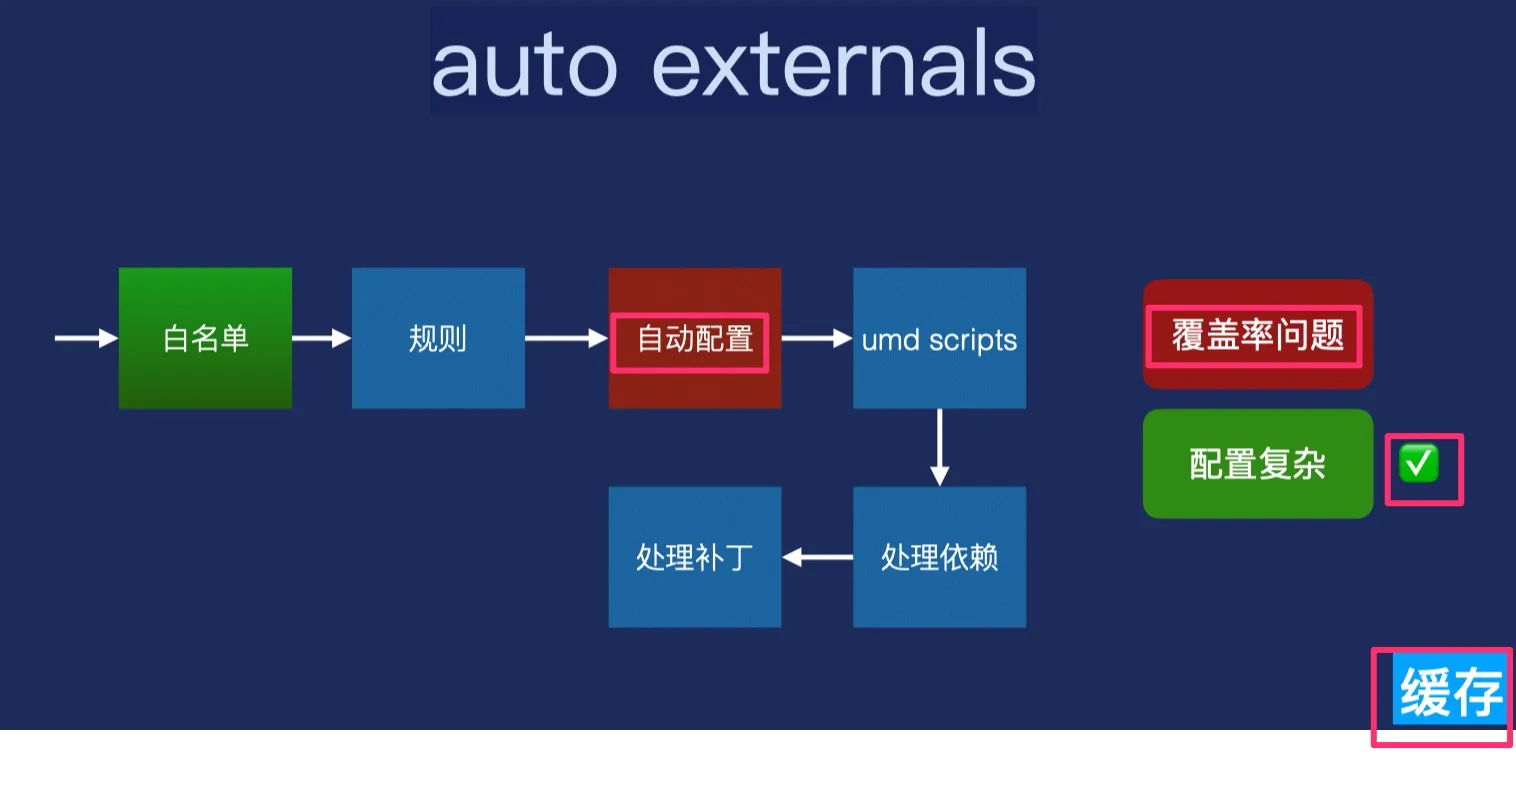 auto externals
白名单
规则
自动配置
umd scripts
处理补丁
处理依赖
覆盖率问题
配置复杂
缓存